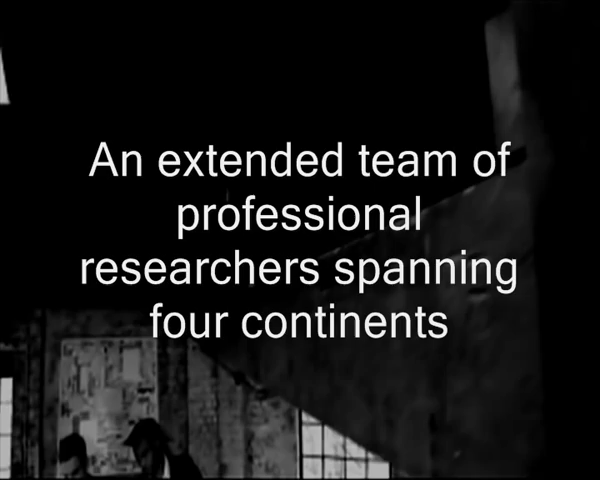 An extended team of
professional
researchers spanning
four continents